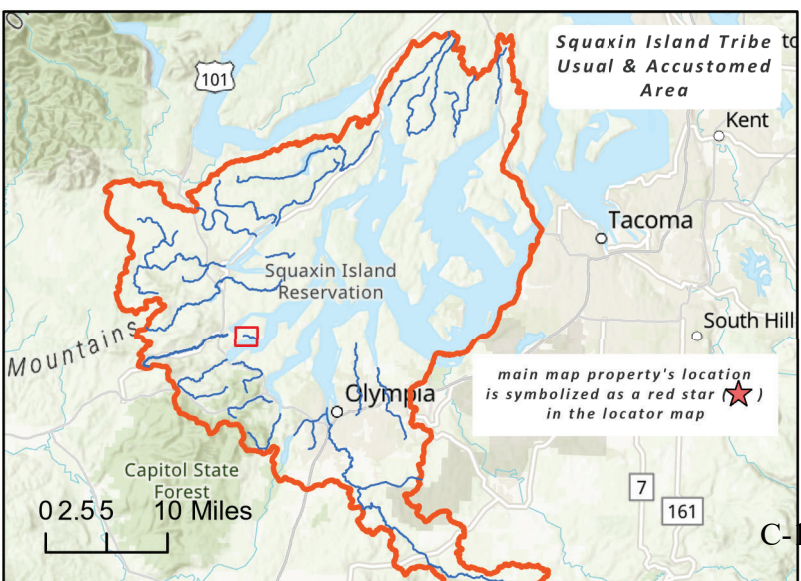 Squaxin Island Tribe
Usual & Accustomed
Area
101
Kent
Tacoma
Squaxin Island
Reservation
Mountains
South Hill
main map property's location
is symbolized as a red star ( )
in the locator map
Olympia
Capitol State
Forest
7
161
0 2.5 5 10 Miles